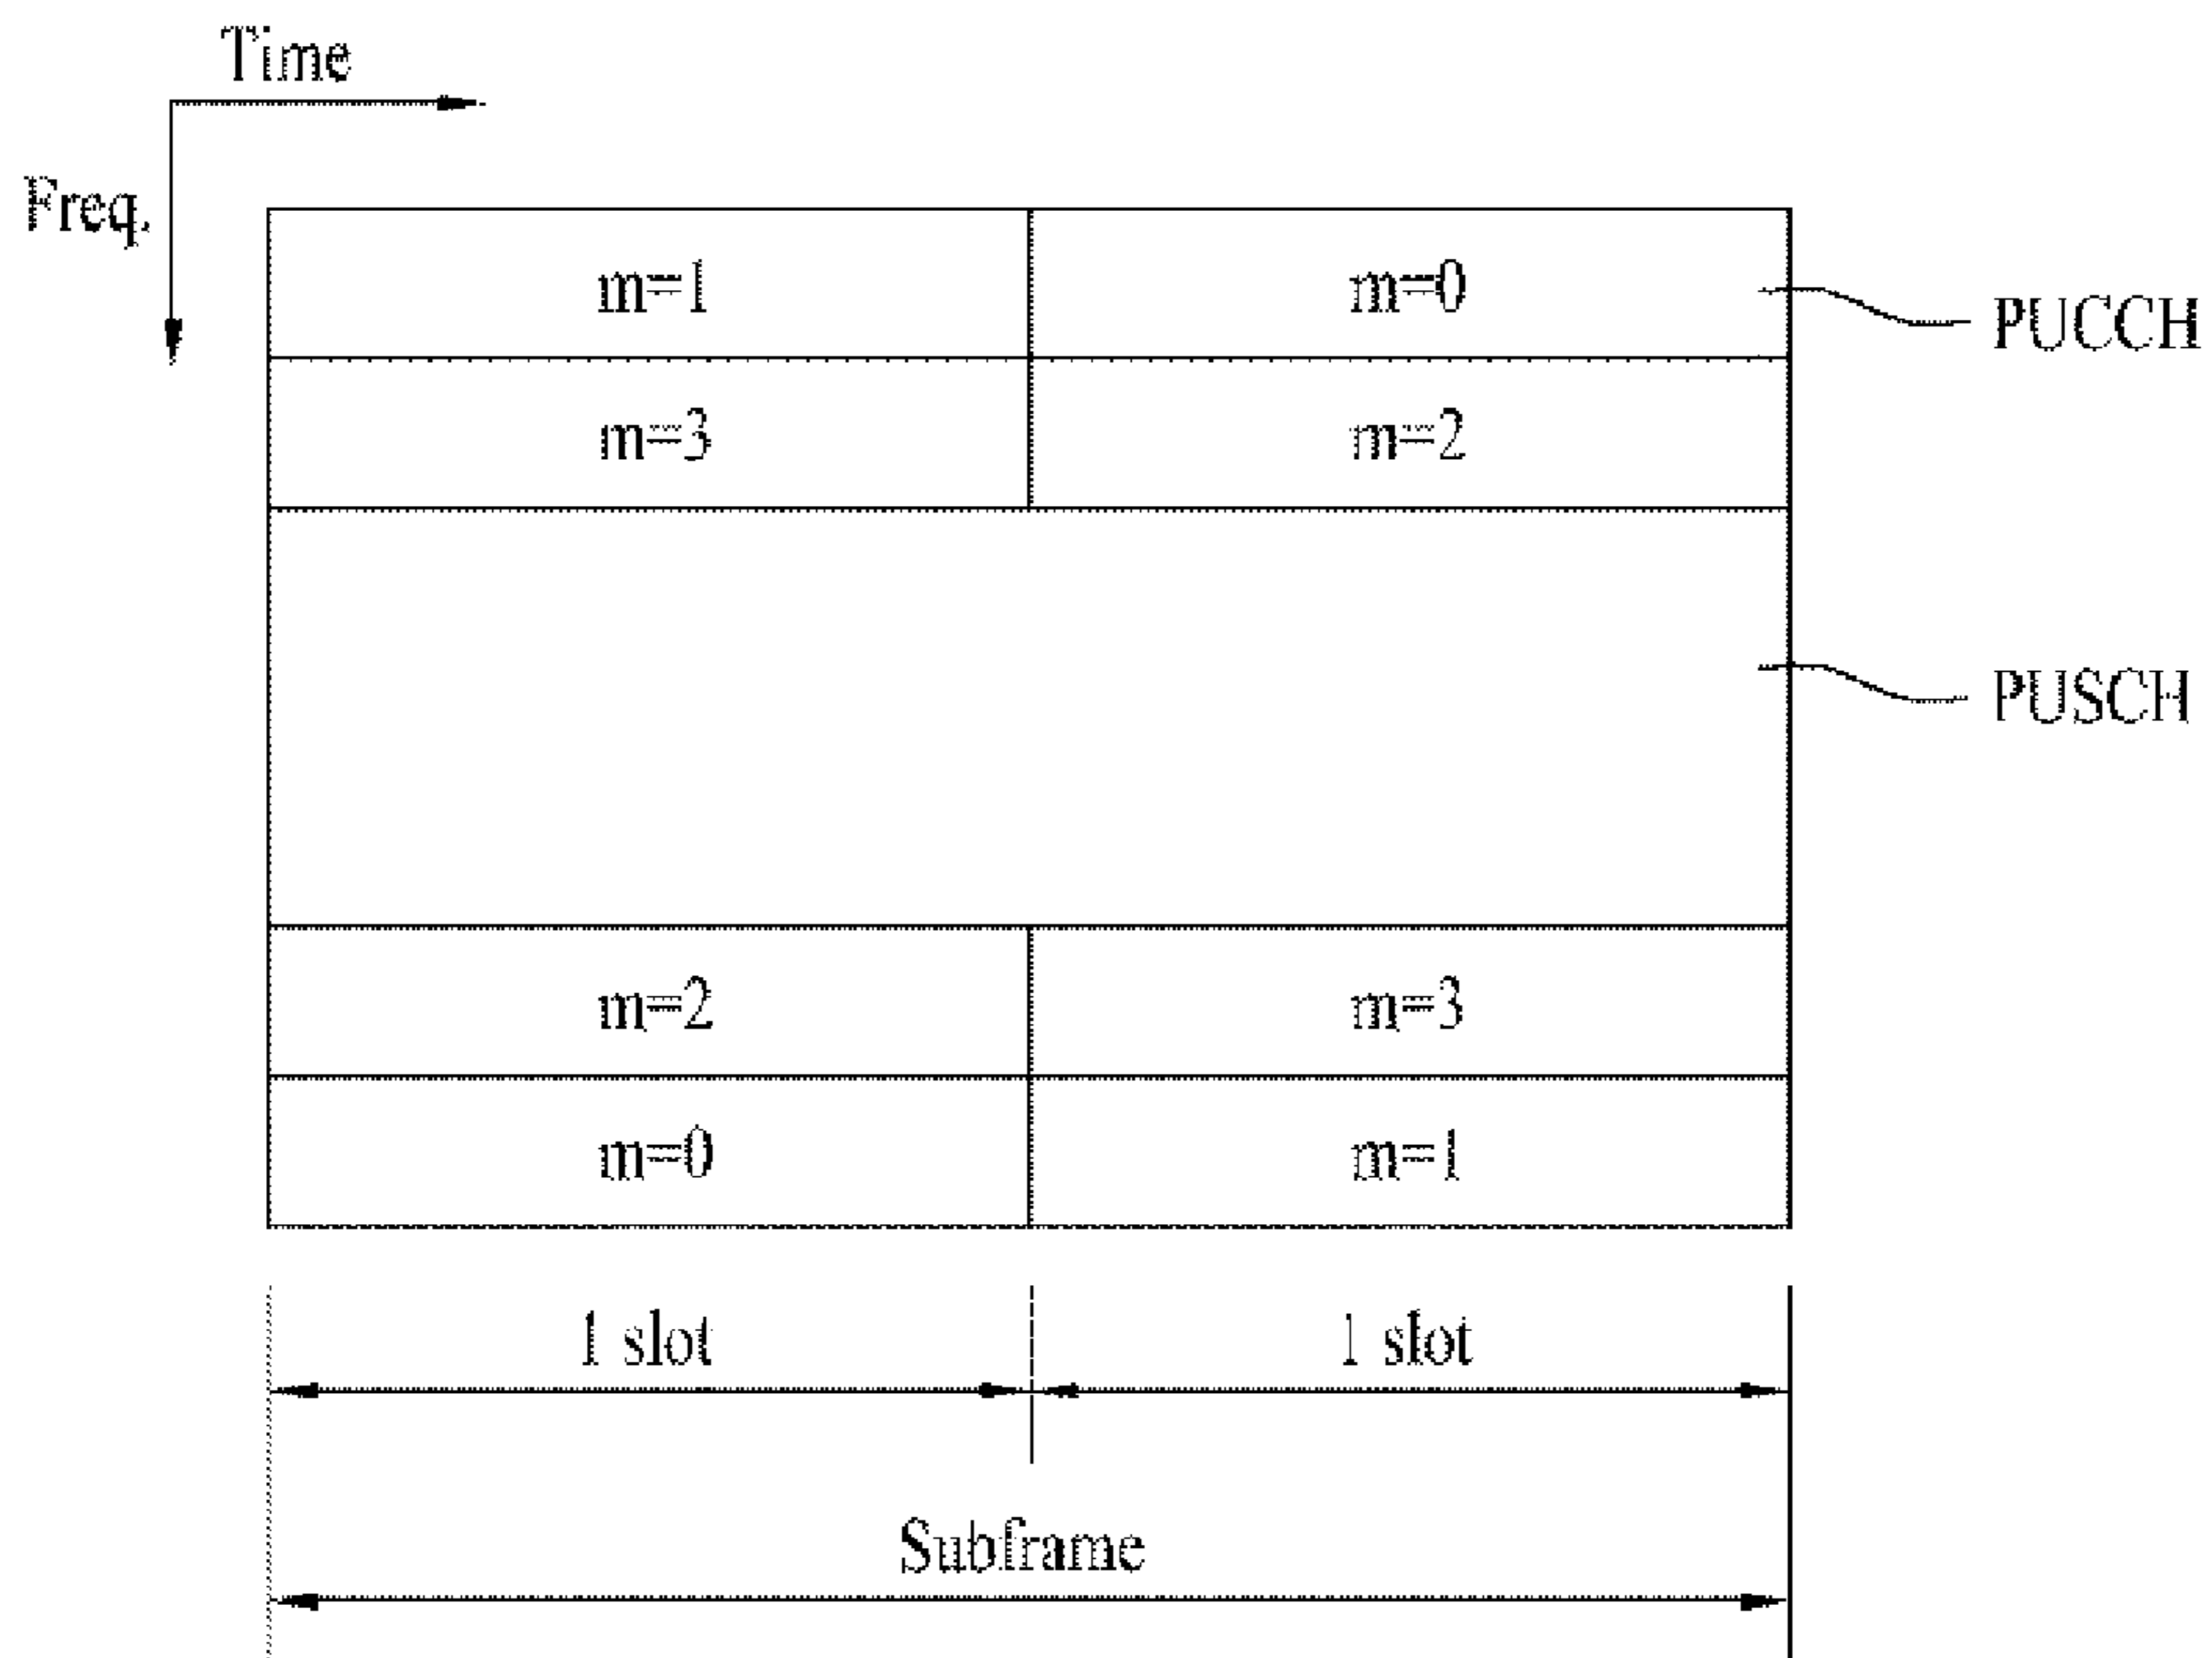 Time
Freq.
m=1 m=0
PUCCH
m=3 m=2
PUSCH
m=2 m=3
m=0 m=1
1 slot 1 slot
Subframe